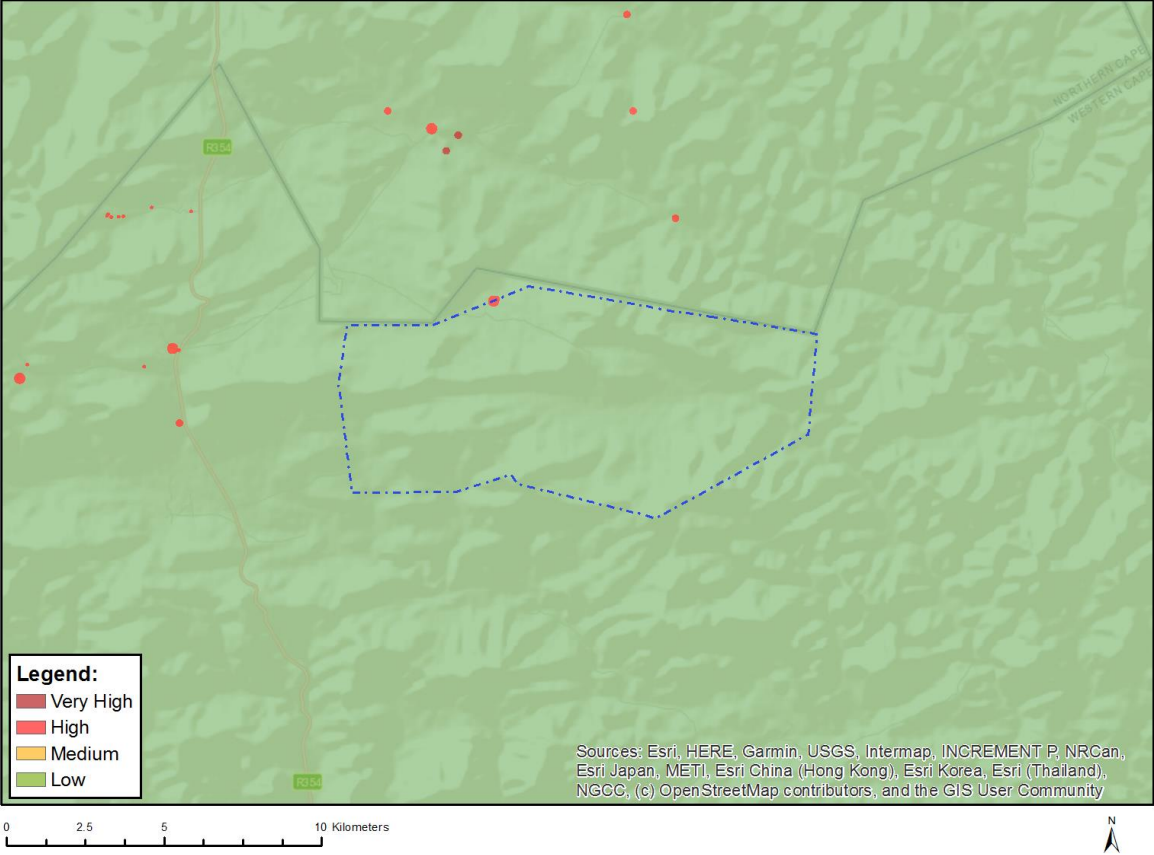 NORTHERN CAPE
WESTERN CAPE
R354
Legend:
Very High
High
Medium
Low
R354
Sources: Esri, HERE, Garmin, USGS, Intermap, INCREMENT P, NRCan,
Esri Japan, METI, Esri China (Hong Kong), Esri Korea, Esri (Thailand),
NGCC, (c) OpenStreetMap contributors, and the GIS User Community
0 2.5 5 10 Kilometers
N